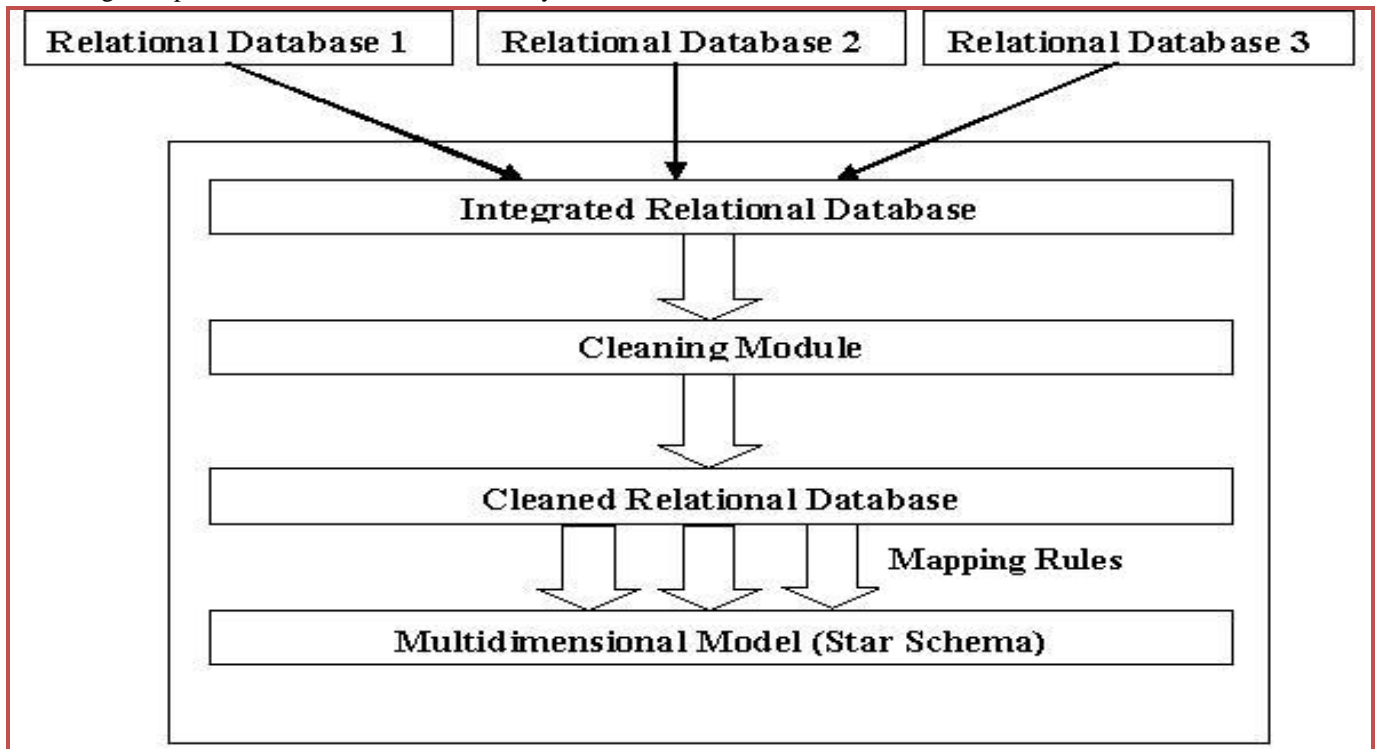 Relational Database 1
Relational Database 2
Relational Database 3
Integrated Relational Database
Cleaning Module
Cleaned Relational Database
Mapping Rules
Multidimensional Model (Star Schema)